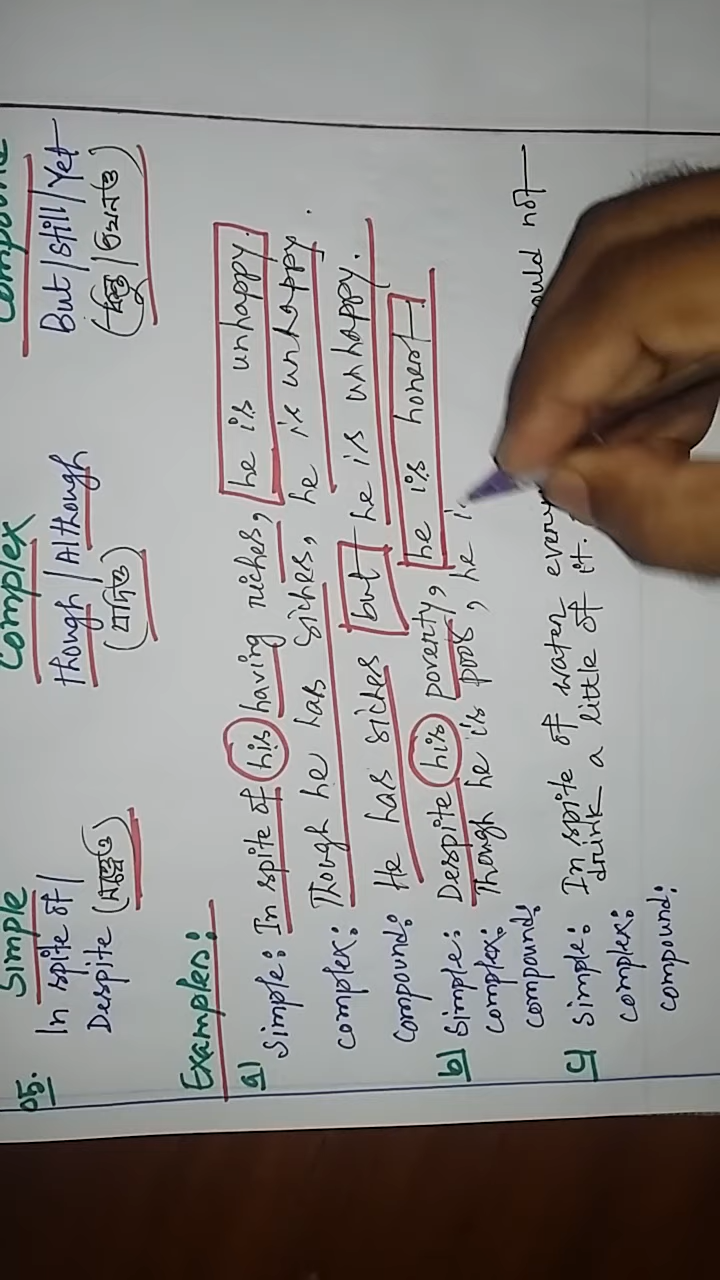 05. Simple Complex Compound
In spite of / though / Although But / still / Yet
Despite (সত্ত্বেও) (যদিও) (কিন্তু / তথাপিও)
Examples:
a) Simple: In spite of his having riches, he is unhappy.
Complex: Though he has riches, he is unhappy.
Compound: He has riches but he is unhappy.
b) Simple: Despite his poverty, he is honest.
Complex: Though he is poor, he i
Compound:
c) Simple: In spite of water every ould not
drink a little of it.
Complex:
Compound: